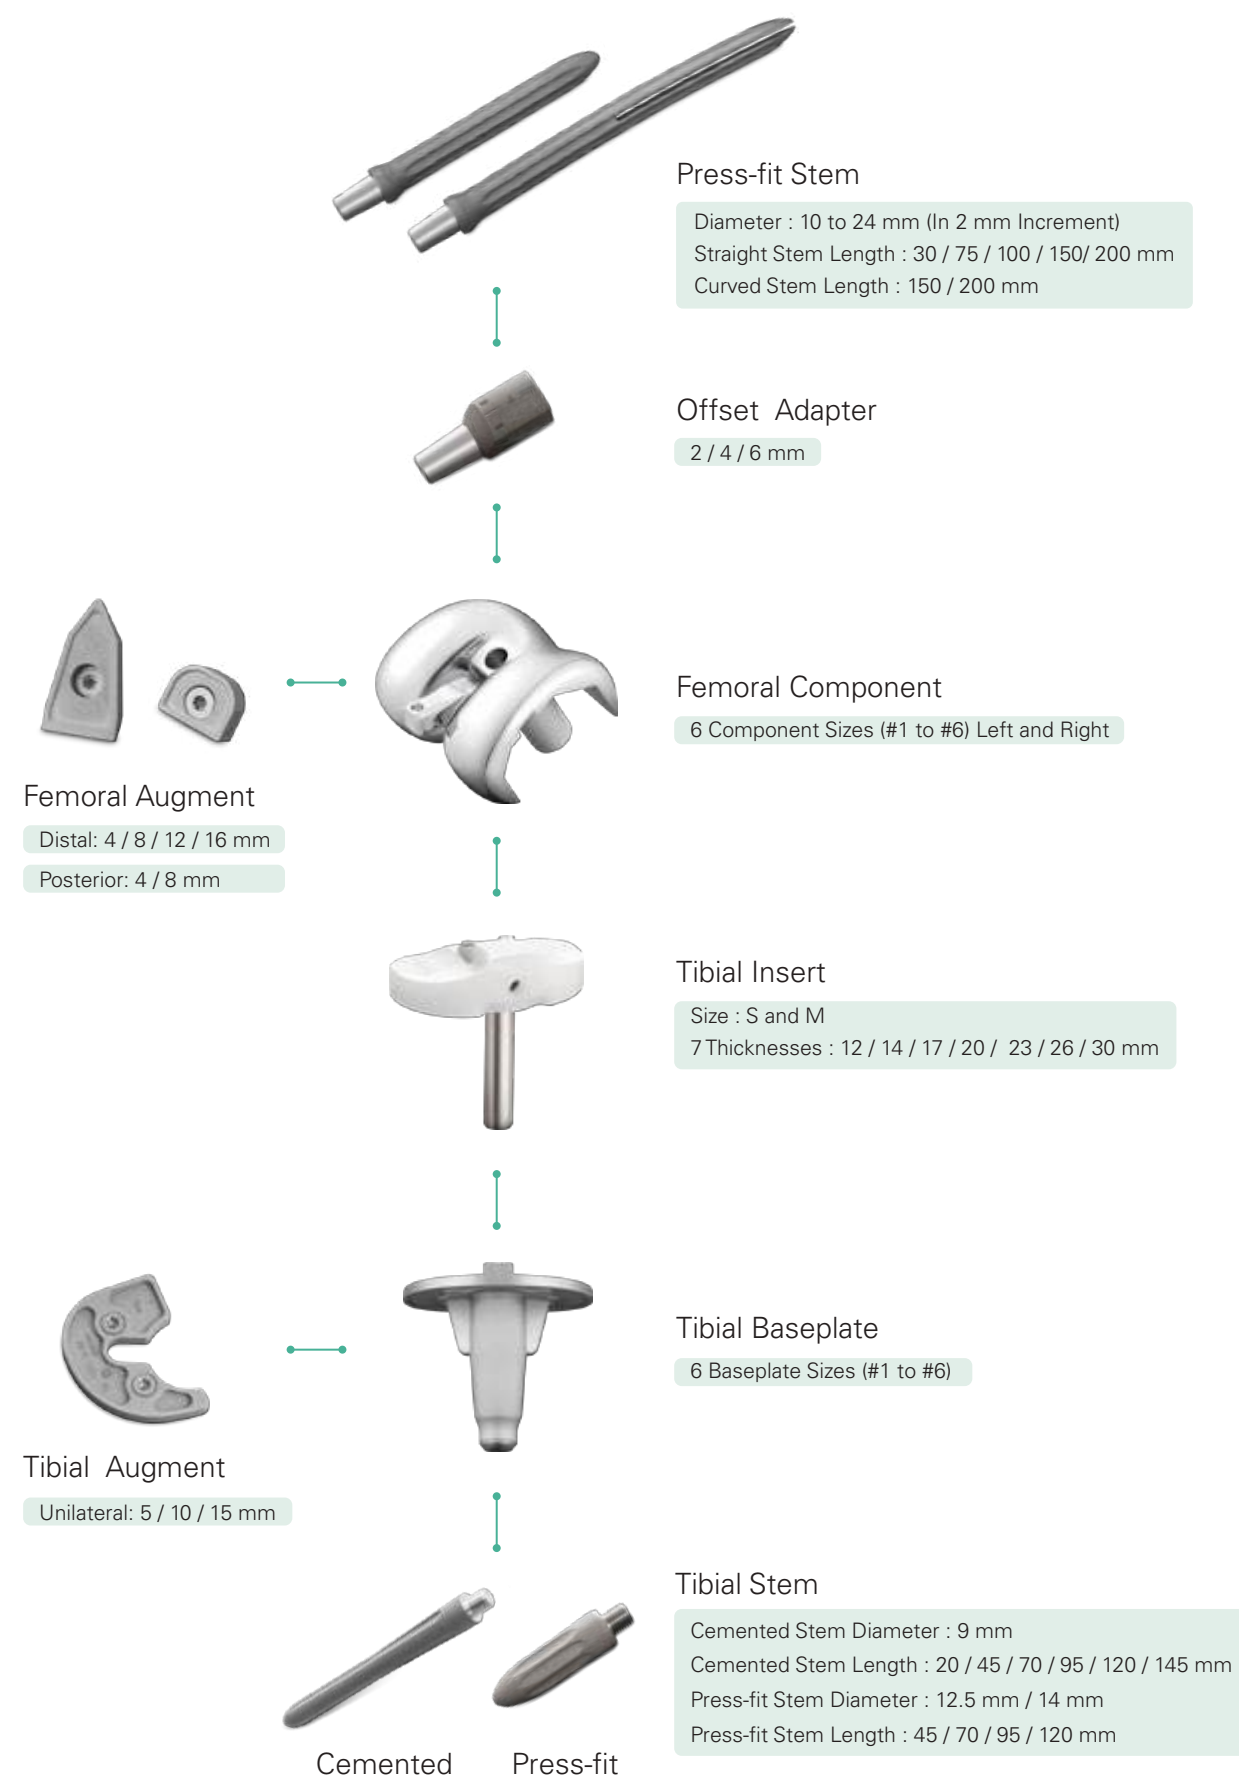 Press-fit Stem
Diameter : 10 to 24 mm (In 2 mm Increment)
Straight Stem Length : 30 / 75 / 100 / 150/ 200 mm
Curved Stem Length : 150 / 200 mm
Offset Adapter
2 / 4 / 6 mm
Femoral Component
6 Component Sizes (#1 to #6) Left and Right
Femoral Augment
Distal: 4 / 8 / 12 / 16 mm
Posterior: 4 / 8 mm
Tibial Insert
Size : S and M
7 Thicknesses : 12 / 14 / 17 / 20 / 23 / 26 / 30 mm
Tibial Baseplate
6 Baseplate Sizes (#1 to #6)
Tibial Augment
Unilateral: 5 / 10 / 15 mm
Tibial Stem
Cemented Stem Diameter : 9 mm
Cemented Stem Length : 20 / 45 / 70 / 95 / 120 / 145 mm
Press-fit Stem Diameter : 12.5 mm / 14 mm
Press-fit Stem Length : 45 / 70 / 95 / 120 mm
Cemented Press-fit